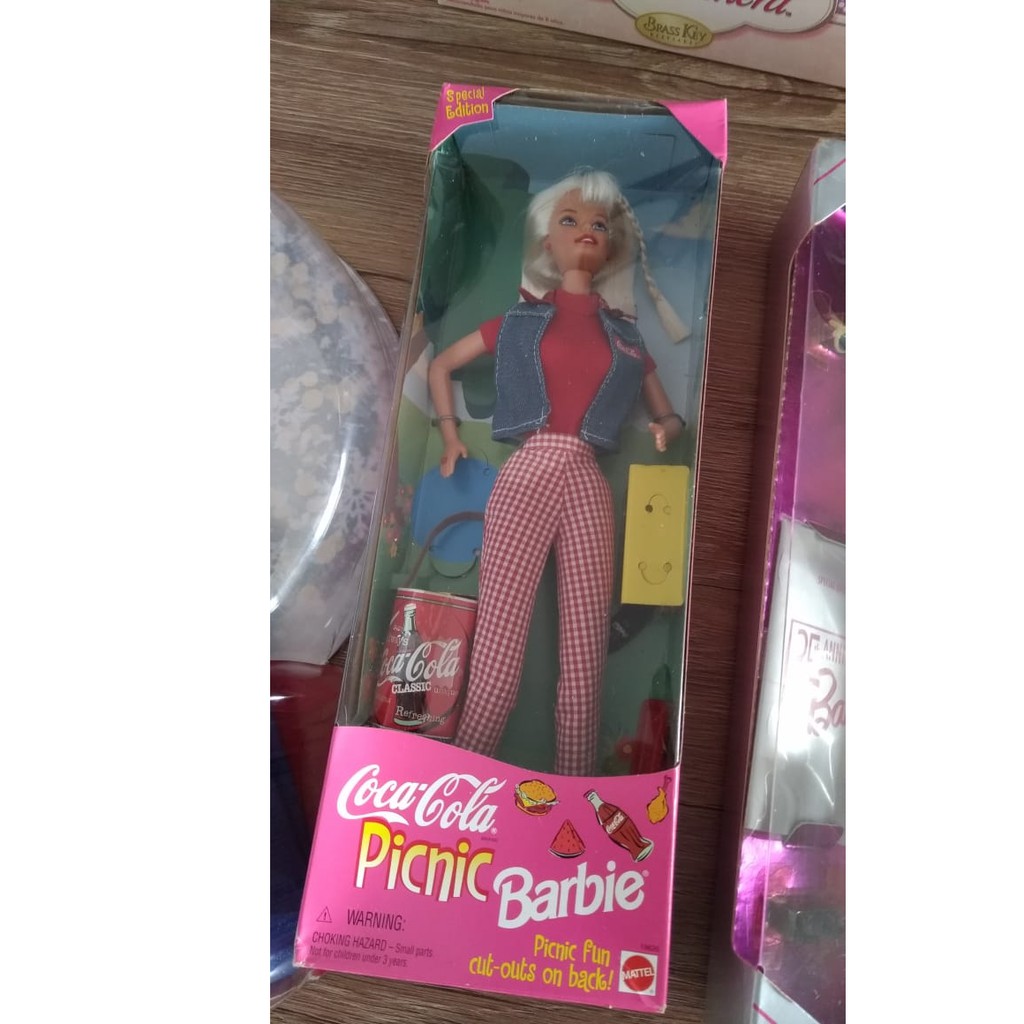 BRASS KEY
KEEPSAKES
Special
Edition
Coca-Cola
CLASSIC
Refreshing
Coca-Cola
Picnic
Barbie
WARNING:
CHOKING HAZARD – Small parts.
Not for children under 3 years.
Picnic fun
cut-outs on back!
MATTEL